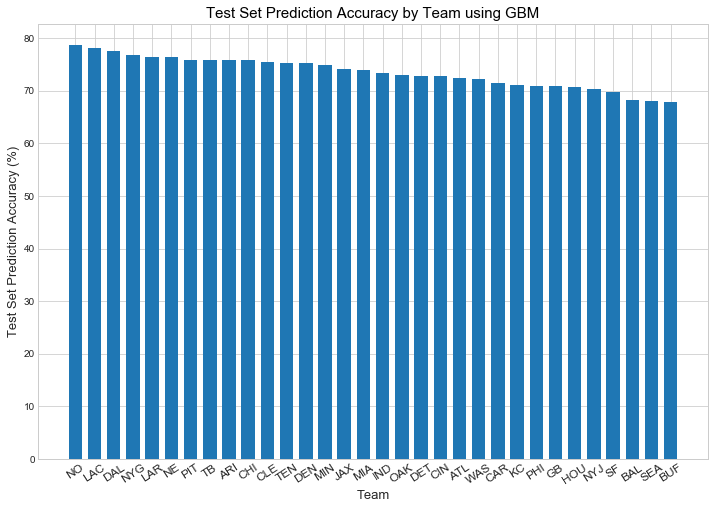 Test Set Prediction Accuracy by Team using GBM
Test Set Prediction Accuracy (%)
80
70
60
50
40
30
20
10
0
NO LAC DAL NYG LAR NE PIT TB ARI CHI CLE TEN DEN MIN JAX MIA IND OAK DET CIN ATL WAS CAR KC PHI GB HOU NYJ SF BAL SEA BUF
Team